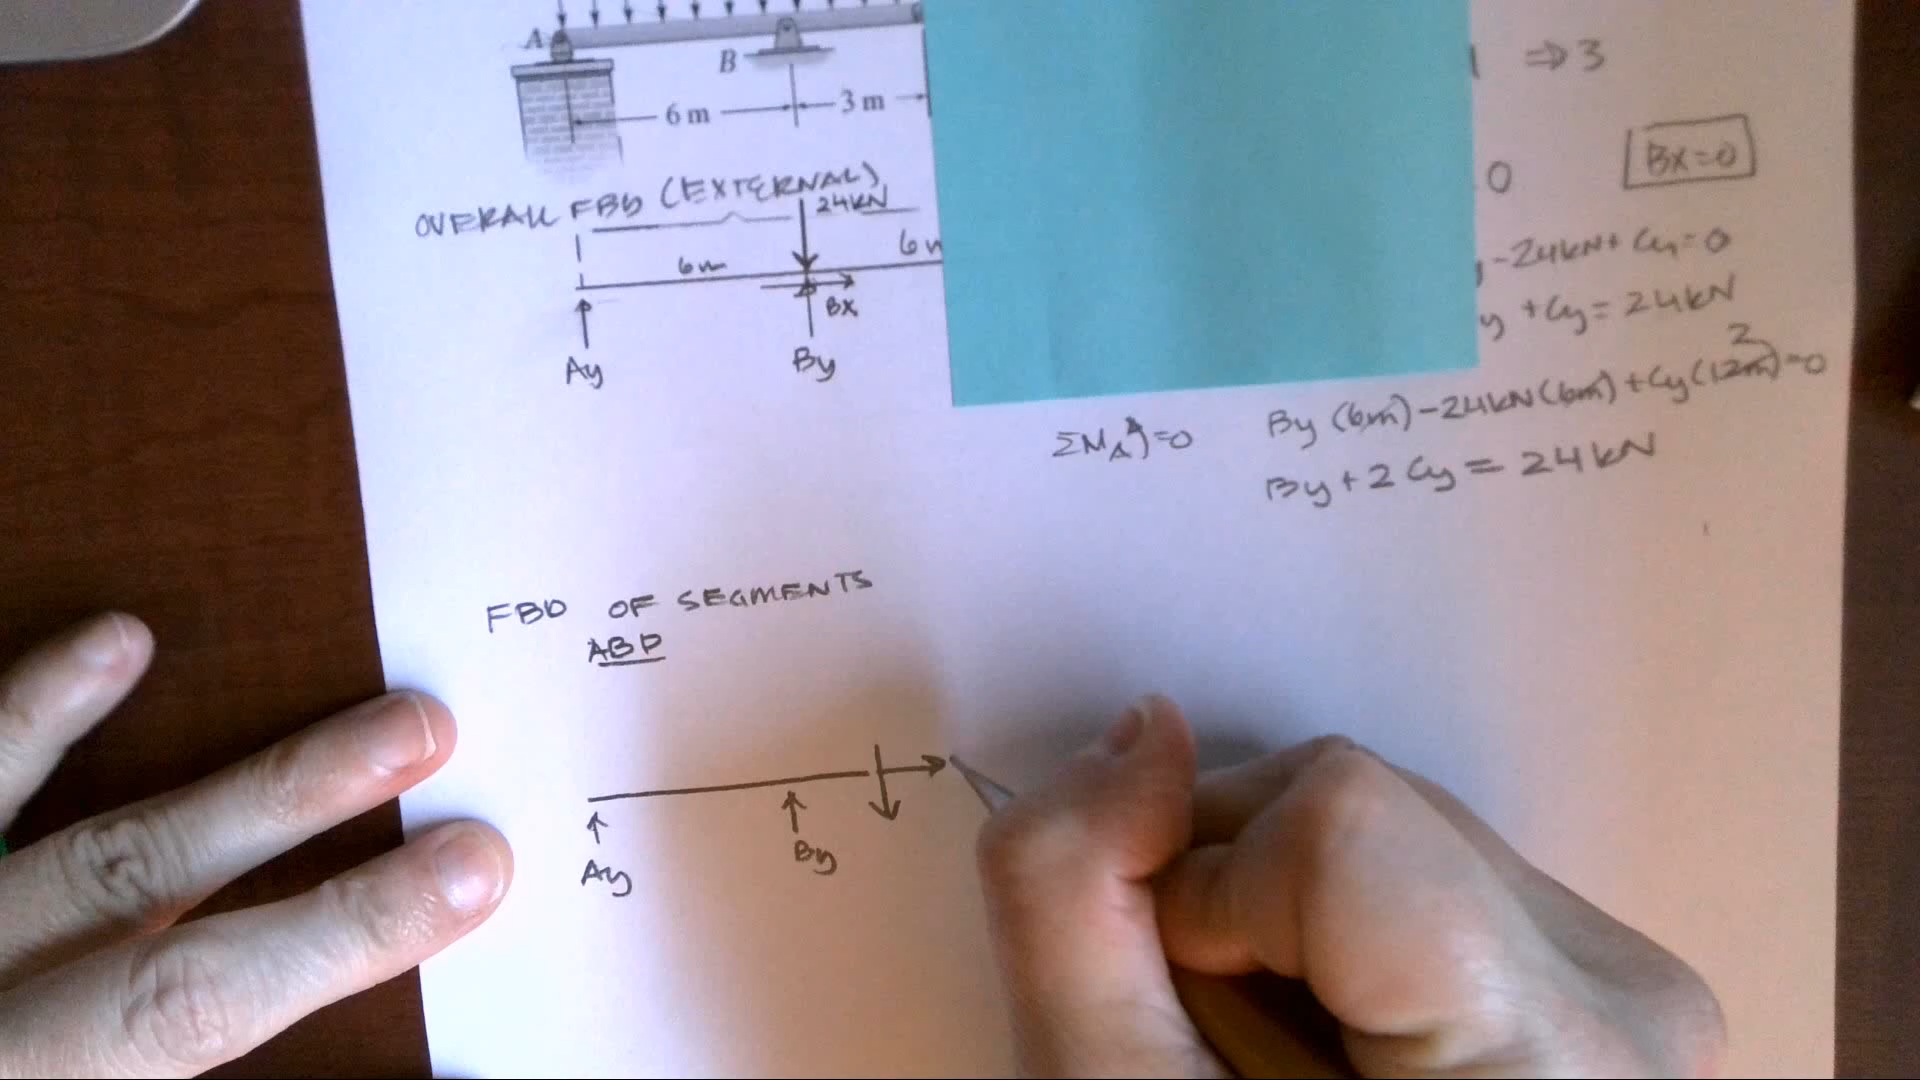 A
B
6 m
3 m
⇒ 3
0
Bx=0
OVERALL FBD (EXTERNAL)
24kN
6m
6m
Bx
Ay
By
-24kN+ Cy=0
y +Cy= 24kN
2
ΣMA)=0 By (6m) -24kN(6m) +Cy(12m)=0
By+2Cy= 24kN
FBD OF SEGMENTS
ABD
Ay
By